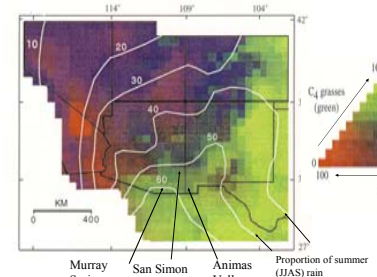 114° 109° 104°
42°
10
20
30
40
50
60
C₄ grasses
(green)
0
100
KM
0 400
27°
Murray
San Simon
Animas
Proportion of summer
(JJAS) rain